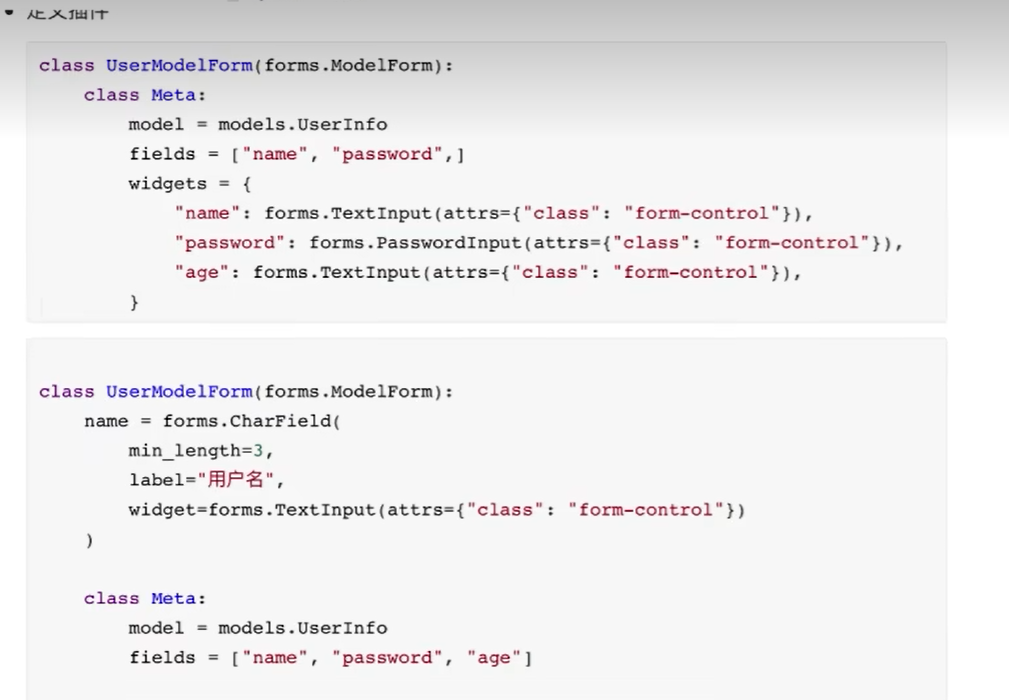 定义插件
class UserModelForm(forms.ModelForm):
    class Meta:
        model = models.UserInfo
        fields = ["name", "password",]
        widgets = {
            "name": forms.TextInput(attrs={"class": "form-control"}),
            "password": forms.PasswordInput(attrs={"class": "form-control"}),
            "age": forms.TextInput(attrs={"class": "form-control"}),
        }
class UserModelForm(forms.ModelForm):
    name = forms.CharField(
        min_length=3,
        label="用户名",
        widget=forms.TextInput(attrs={"class": "form-control"})
    )
    class Meta:
        model = models.UserInfo
        fields = ["name", "password", "age"]